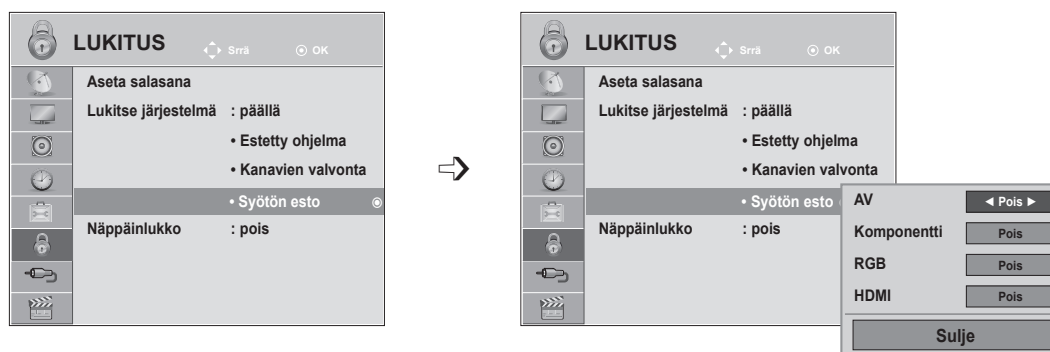 LUKITUS Srrä OK
Aseta salasana
Lukitse järjestelmä : päällä
• Estetty ohjelma
• Kanavien valvonta
• Syötön esto
Näppäinlukko : pois
LUKITUS Srrä OK
Aseta salasana
Lukitse järjestelmä : päällä
• Estetty ohjelma
• Kanavien valvonta
• Syötön esto
Näppäinlukko : pois
AV ◄ Pois ►
Komponentti Pois
RGB Pois
HDMI Pois
Sulje